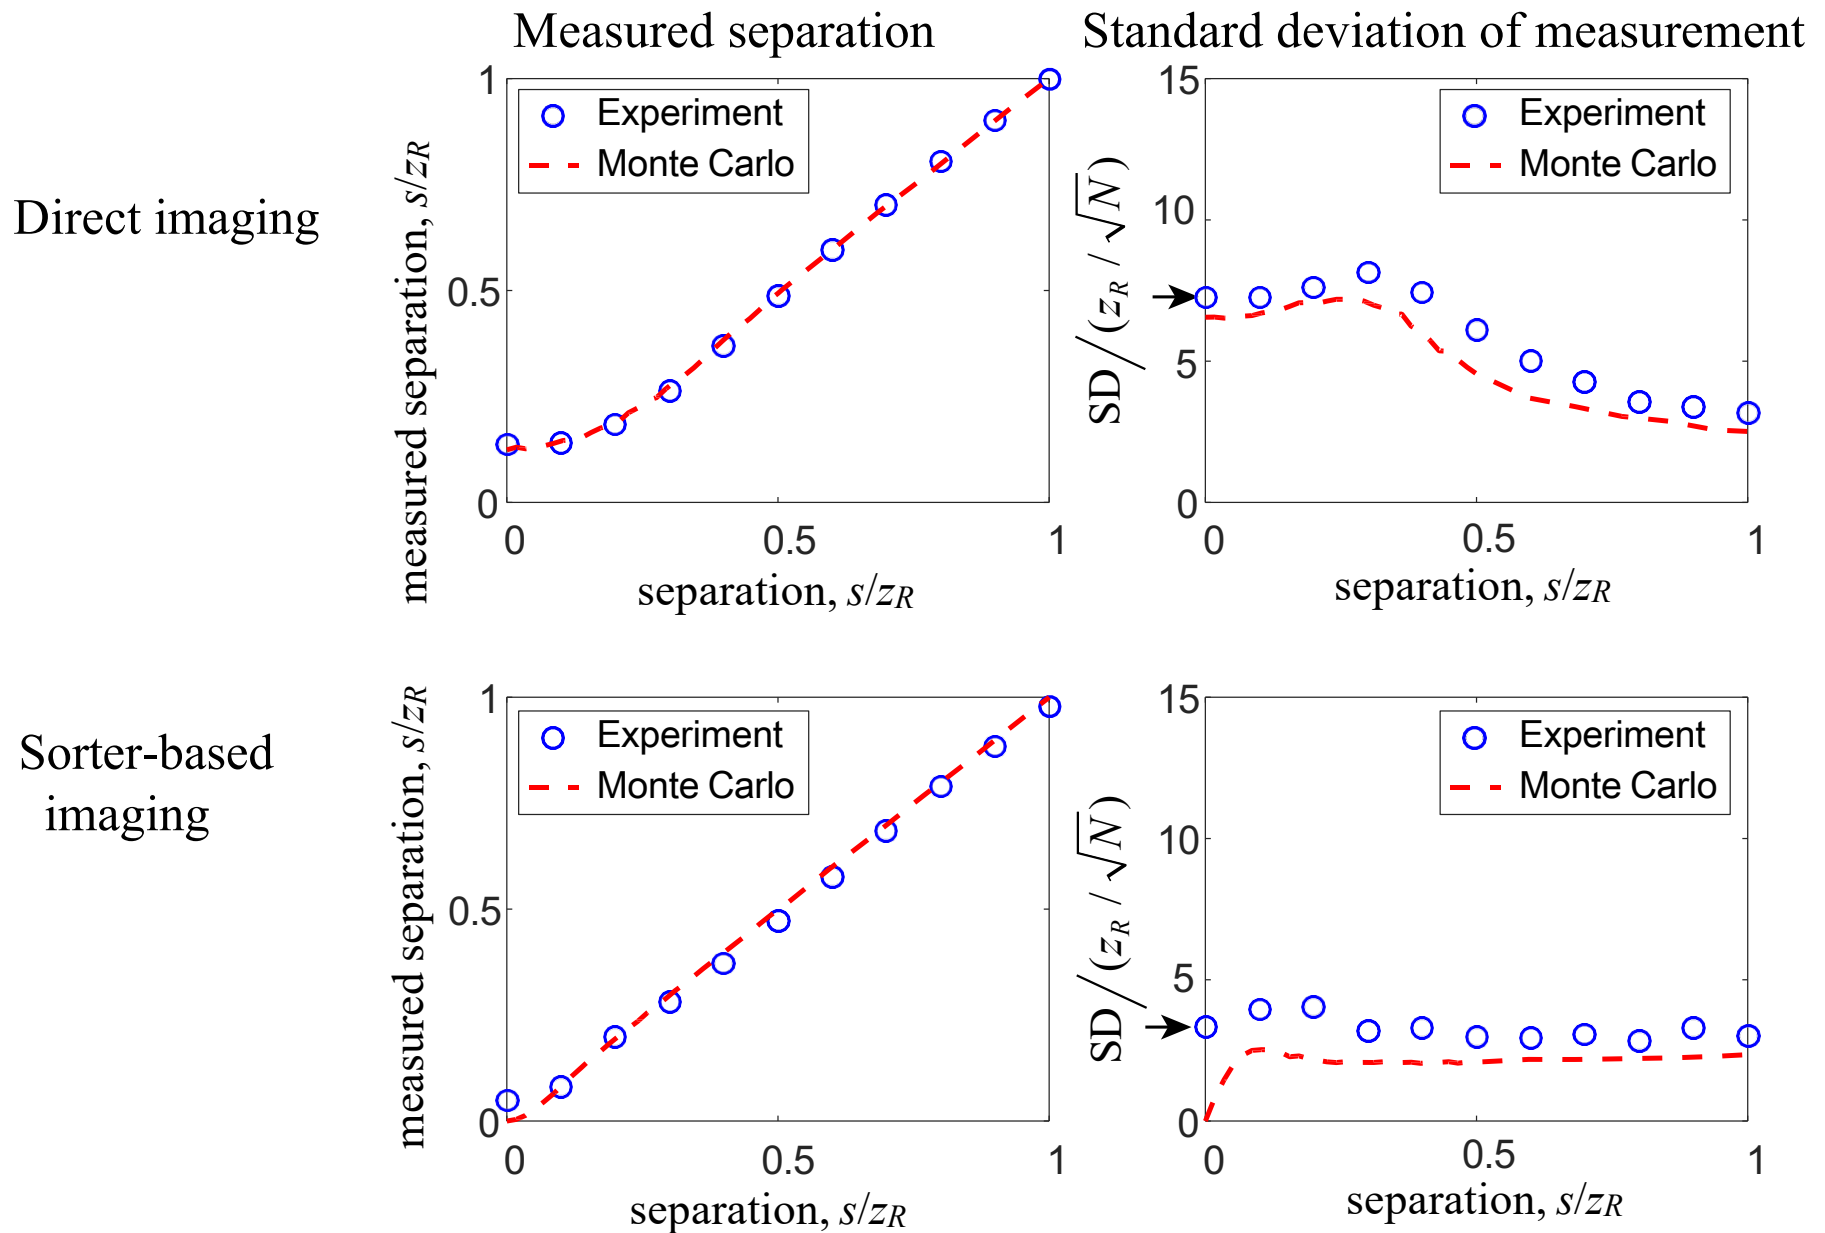 Measured separation
Standard deviation of measurement
Direct imaging
measured separation, s/zR
1
0.5
0
Experiment
Monte Carlo
0 0.5 1
separation, s/zR
SD/(zR / √N)
15
10
5
0
Experiment
Monte Carlo
0 0.5 1
separation, s/zR
Sorter-based
imaging
measured separation, s/zR
1
0.5
0
Experiment
Monte Carlo
0 0.5 1
separation, s/zR
SD/(zR / √N)
15
10
5
0
Experiment
Monte Carlo
0 0.5 1
separation, s/zR